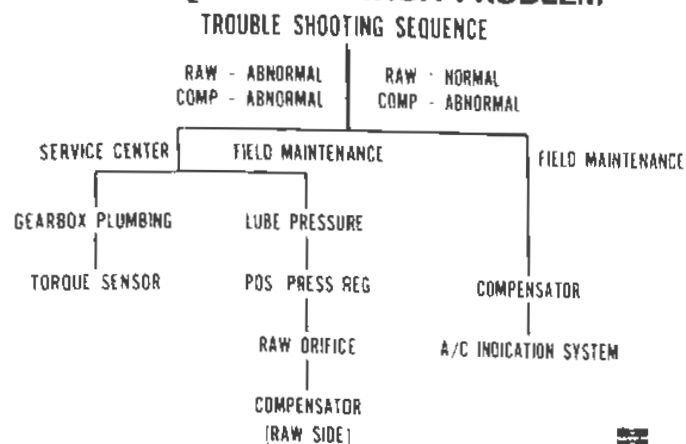 TROUBLE SHOOTING SEQUENCE
RAW - ABNORMAL
COMP - ABNORMAL
RAW - NORMAL
COMP - ABNORMAL
SERVICE CENTER
FIELD MAINTENANCE
FIELD MAINTENANCE
GEARBOX PLUMBING
LUBE PRESSURE
TORQUE SENSOR
POS PRESS REG
COMPENSATOR
RAW ORIFICE
A/C INDICATION SYSTEM
COMPENSATOR
[RAW SIDE]